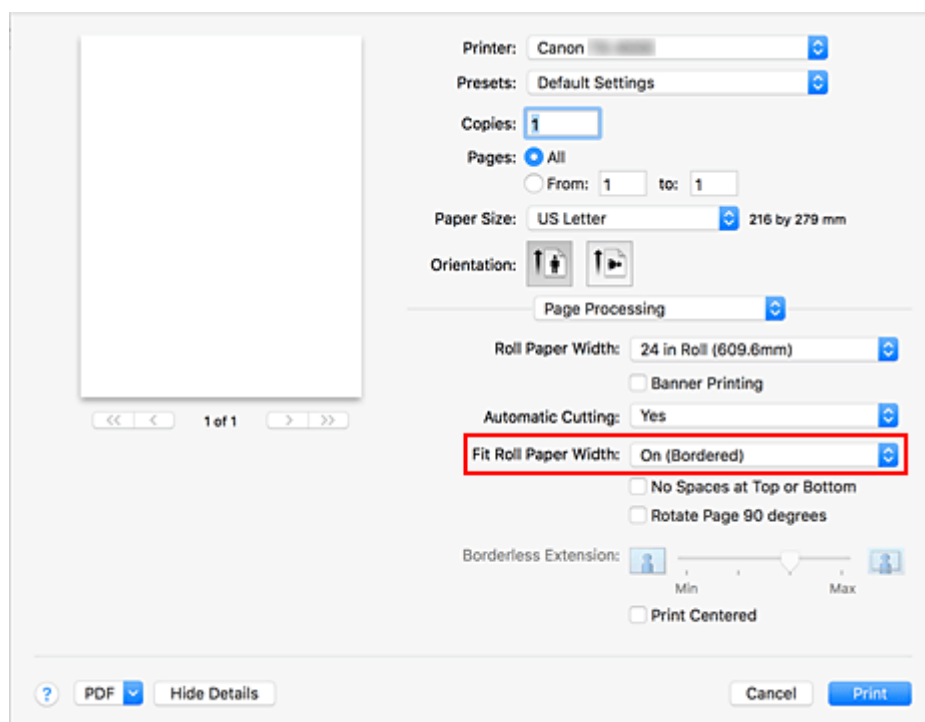 Printer: Canon
Presets: Default Settings
Copies: 1
Pages: All
From: 1 to: 1
Paper Size: US Letter 216 by 279 mm
Orientation:
Page Processing
Roll Paper Width: 24 in Roll (609.6mm)
Banner Printing
<< < 1 of 1 > >>
Automatic Cutting: Yes
Fit Roll Paper Width: On (Bordered)
No Spaces at Top or Bottom
Rotate Page 90 degrees
Borderless Extension:
Min Max
Print Centered
? PDF Hide Details Cancel Print